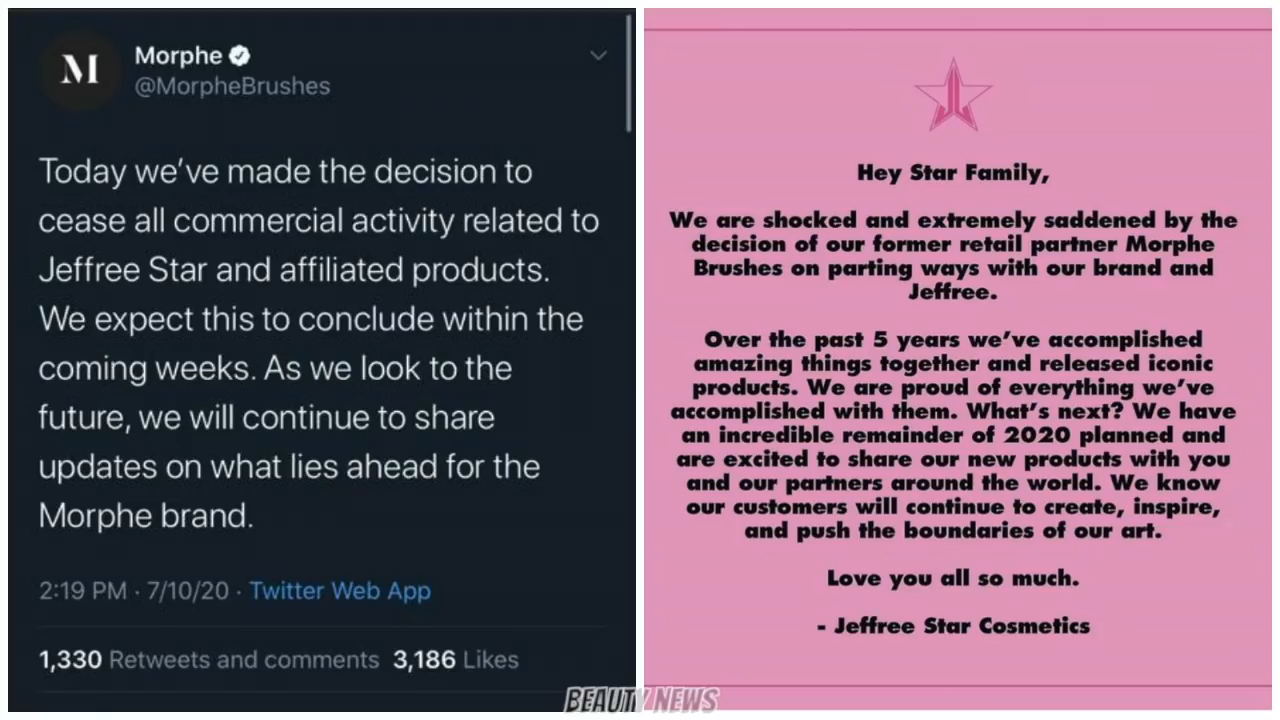 M
Morphe
@MorpheBrushes
Today we've made the decision to
cease all commercial activity related to
Jeffree Star and affiliated products.
We expect this to conclude within the
coming weeks. As we look to the
future, we will continue to share
updates on what lies ahead for the
Morphe brand.
2:19 PM · 7/10/20 · Twitter Web App
1,330 Retweets and comments 3,186 Likes
Hey Star Family,
We are shocked and extremely saddened by the
decision of our former retail partner Morphe
Brushes on parting ways with our brand and
Jeffree.
Over the past 5 years we've accomplished
amazing things together and released iconic
products. We are proud of everything we've
accomplished with them. What's next? We have
an incredible remainder of 2020 planned and
are excited to share our new products with you
and our partners around the world. We know
our customers will continue to create, inspire,
and push the boundaries of our art.
Love you all so much.
- Jeffree Star Cosmetics
BEAUTY NEWS